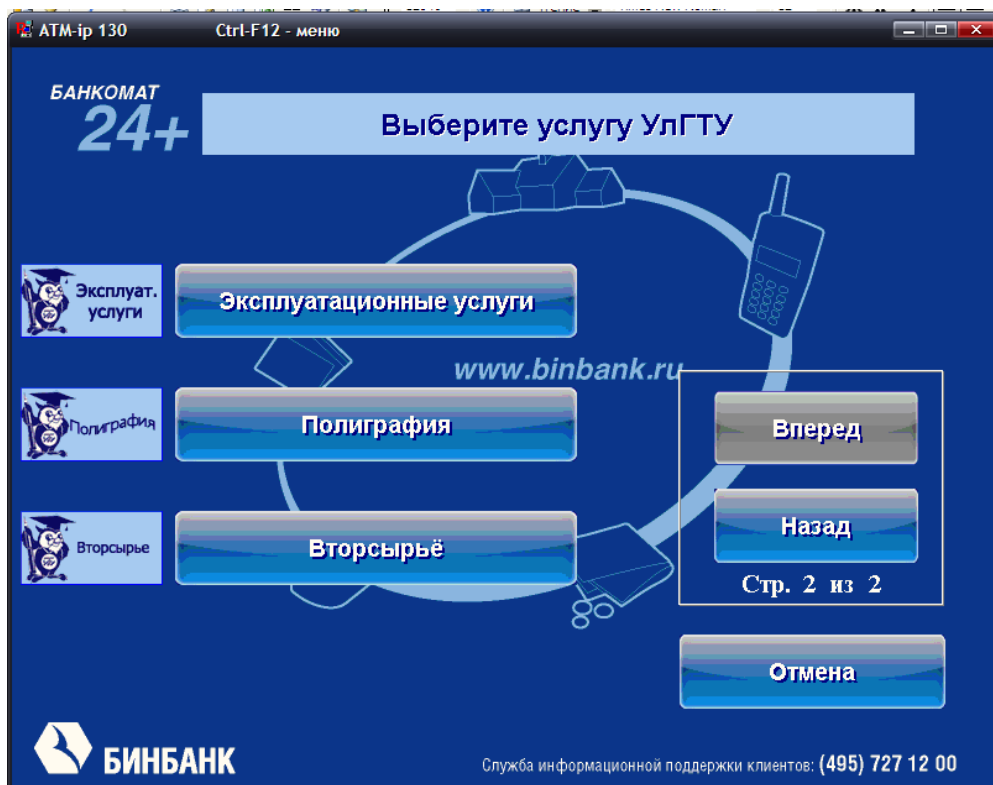 ATM-ip 130 Ctrl-F12 - меню
БАНКОМАТ
24+
Выберите услугу УлГТУ
Эксплуат.
услуги
Эксплуатационные услуги
www.binbank.ru
Полиграфия
Полиграфия
Вперед
Вторсырье
Вторсырьё
Назад
Стр. 2 из 2
Отмена
БИНБАНК
Служба информационной поддержки клиентов: (495) 727 12 00